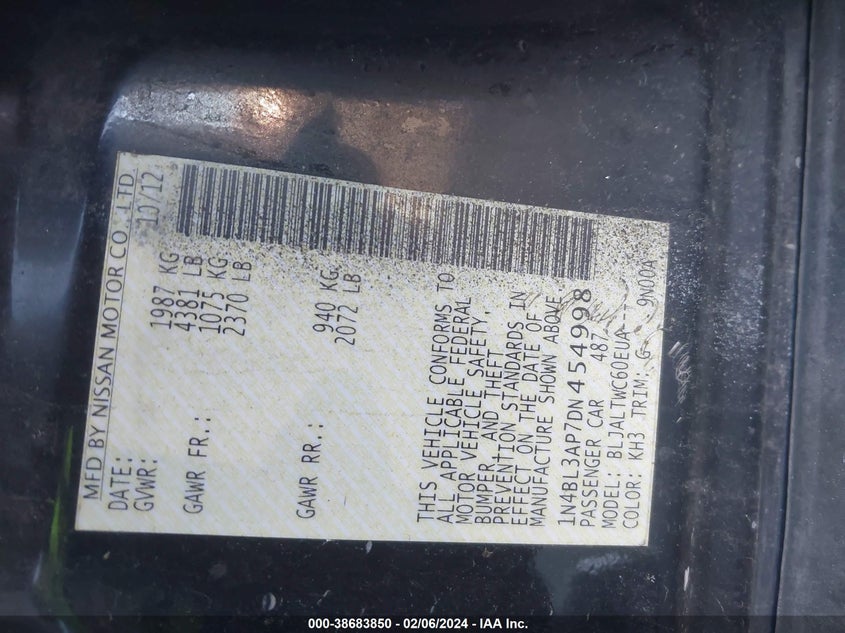 MFD BY NISSAN MOTOR CO.,LTD.
DATE: 10/12
GVWR: 1987 KG
4381 LB
GAWR FR.: 1075 KG
2370 LB
GAWR RR.: 940 KG
2072 LB
THIS VEHICLE CONFORMS TO
ALL APPLICABLE FEDERAL
MOTOR VEHICLE SAFETY,
BUMPER, AND THEFT
PREVENTION STANDARDS IN
EFFECT ON THE DATE OF
MANUFACTURE SHOWN ABOVE
1N4BL3AP7DN454998
PASSENGER CAR 487
MODEL: BLJALTWC60EUA
COLOR: KH3 TRIM: G 9N00A
000-38683850 - 02/06/2024 - IAA Inc.